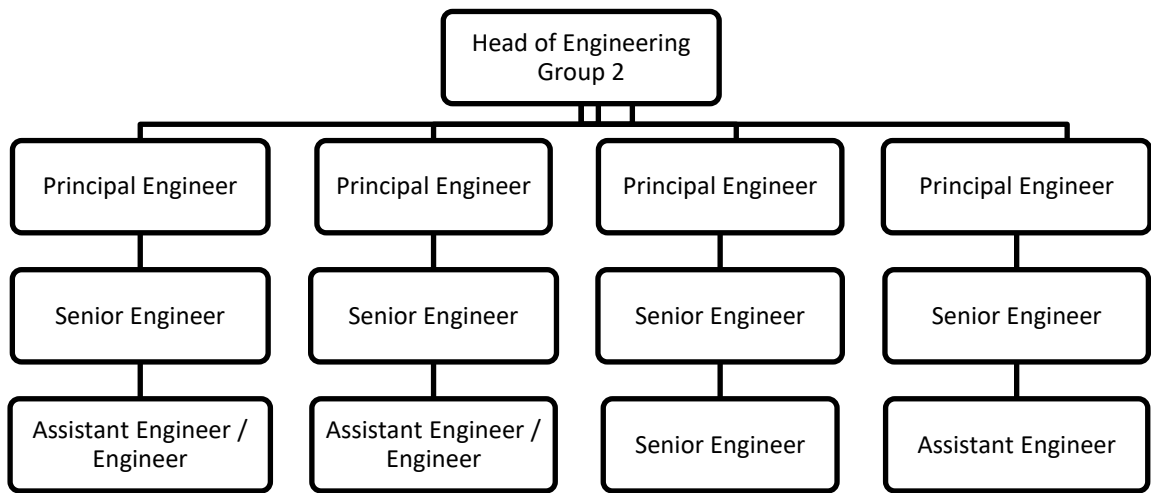 Head of Engineering
Group 2
Principal Engineer
Principal Engineer
Principal Engineer
Principal Engineer
Senior Engineer
Senior Engineer
Senior Engineer
Senior Engineer
Assistant Engineer /
Engineer
Assistant Engineer /
Engineer
Senior Engineer
Assistant Engineer